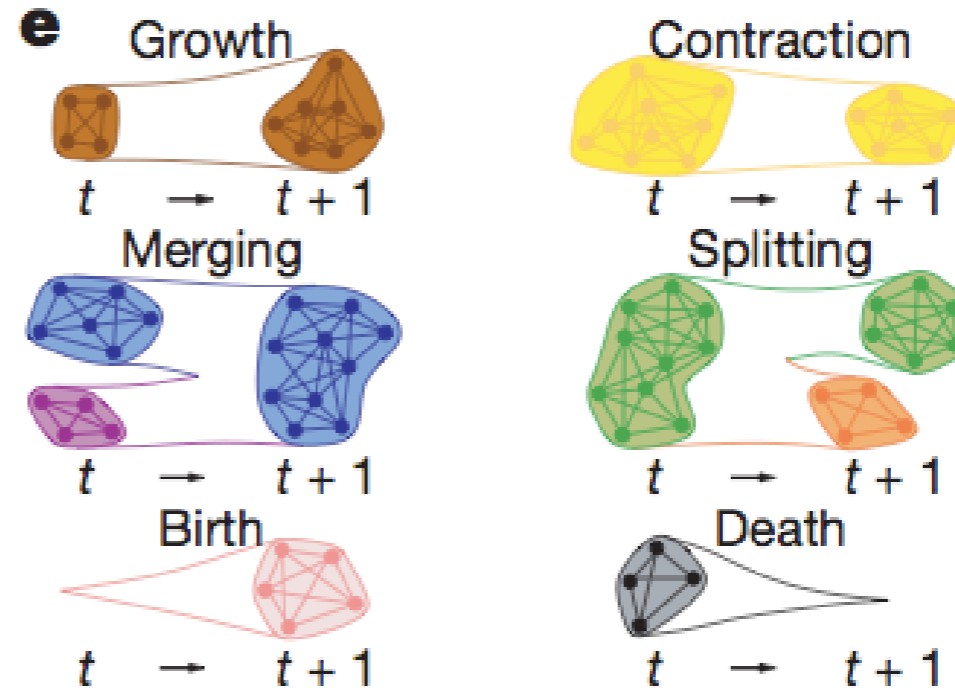 e
Growth Contraction
t → t + 1 t → t + 1
Merging Splitting
t → t + 1 t → t + 1
Birth Death
t → t + 1 t → t + 1